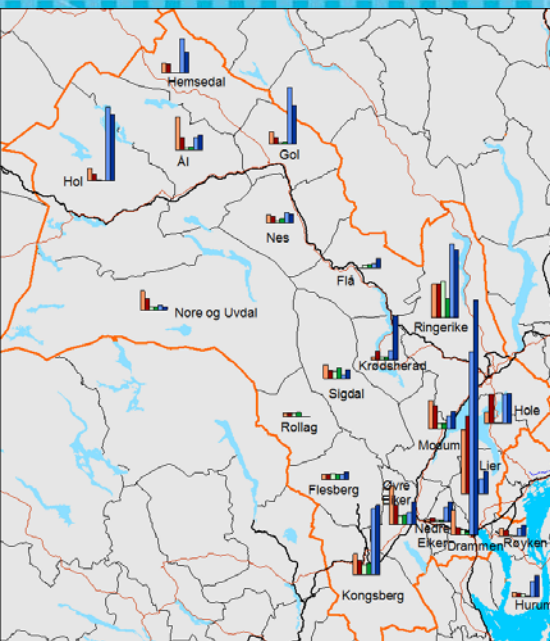 Hemsedal
Ål
Gol
Hol
Nes
Flå
Nore og Uvdal
Ringerike
Krødsherad
Sigdal
Hole
Rollag
Modum
Lier
Flesberg
Øvre
Eiker
Nedre
Eiker
Drammen
Røyken
Kongsberg
Hurum